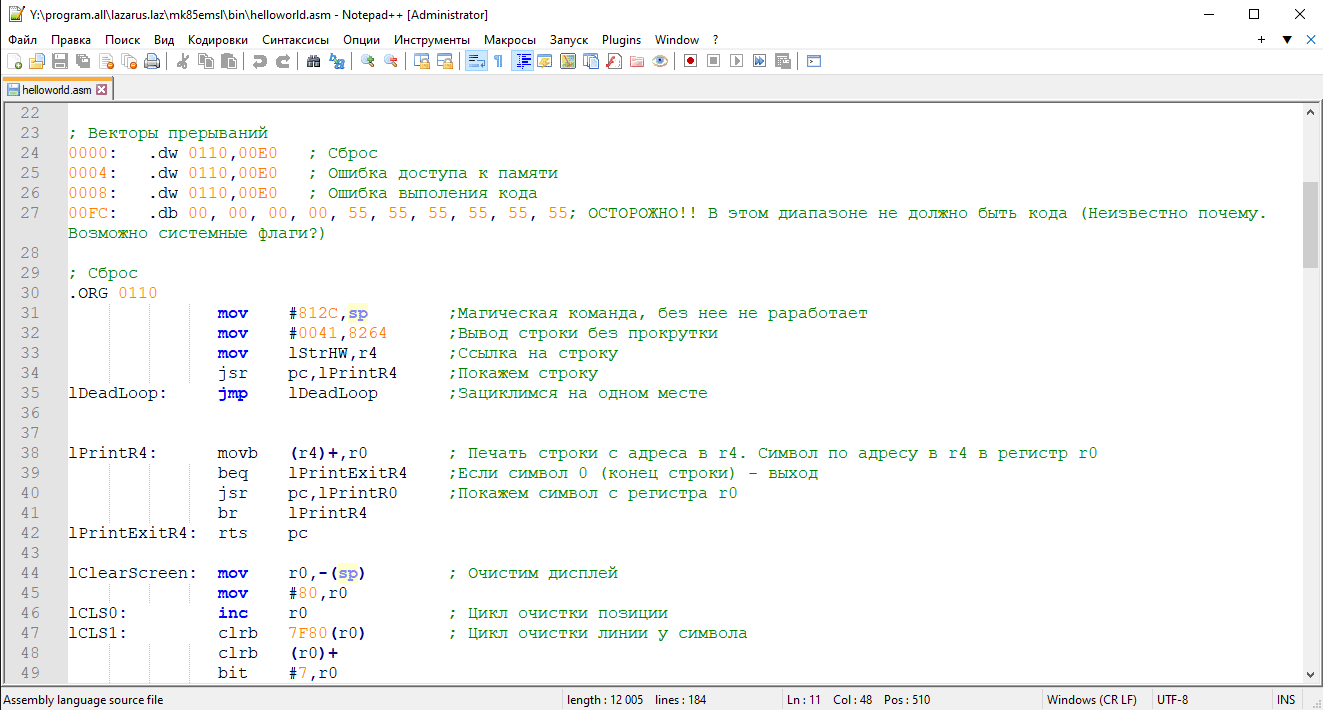 Y:\program.all\lazarus.laz\mk85emsl\bin\helloworld.asm - Notepad++ [Administrator]
Файл Правка Поиск Вид Кодировки Синтаксисы Опции Инструменты Макросы Запуск Plugins Window ?
helloworld.asm
22
23 ; Векторы прерываний
24 0000: .dw 0110,00E0 ; Сброс
25 0004: .dw 0110,00E0 ; Ошибка доступа к памяти
26 0008: .dw 0110,00E0 ; Ошибка выполения кода
27 00FC: .db 00, 00, 00, 00, 55, 55, 55, 55, 55, 55; ОСТОРОЖНО!! В этом диапазоне не должно быть кода (Неизвестно почему.
Возможно системные флаги?)
28
29 ; Сброс
30 .ORG 0110
31 mov #812C,sp ;Магическая команда, без нее не раработает
32 mov #0041,8264 ;Вывод строки без прокрутки
33 mov lStrHW,r4 ;Ссылка на строку
34 jsr pc,lPrintR4 ;Покажем строку
35 lDeadLoop: jmp lDeadLoop ;Зациклимся на одном месте
36
37
38 lPrintR4: movb (r4)+,r0 ; Печать строки с адреса в r4. Символ по адресу в r4 в регистр r0
39 beq lPrintExitR4 ;Если символ 0 (конец строки) - выход
40 jsr pc,lPrintR0 ;Покажем символ с регистра r0
41 br lPrintR4
42 lPrintExitR4: rts pc
43
44 lClearScreen: mov r0,-(sp) ; Очистим дисплей
45 mov #80,r0
46 lCLS0: inc r0 ; Цикл очистки позиции
47 lCLS1: clrb 7F80(r0) ; Цикл очистки линии у символа
48 clrb (r0)+
49 bit #7,r0
Assembly language source file length : 12 005 lines : 184 Ln : 11 Col : 48 Pos : 510 Windows (CR LF) UTF-8 INS